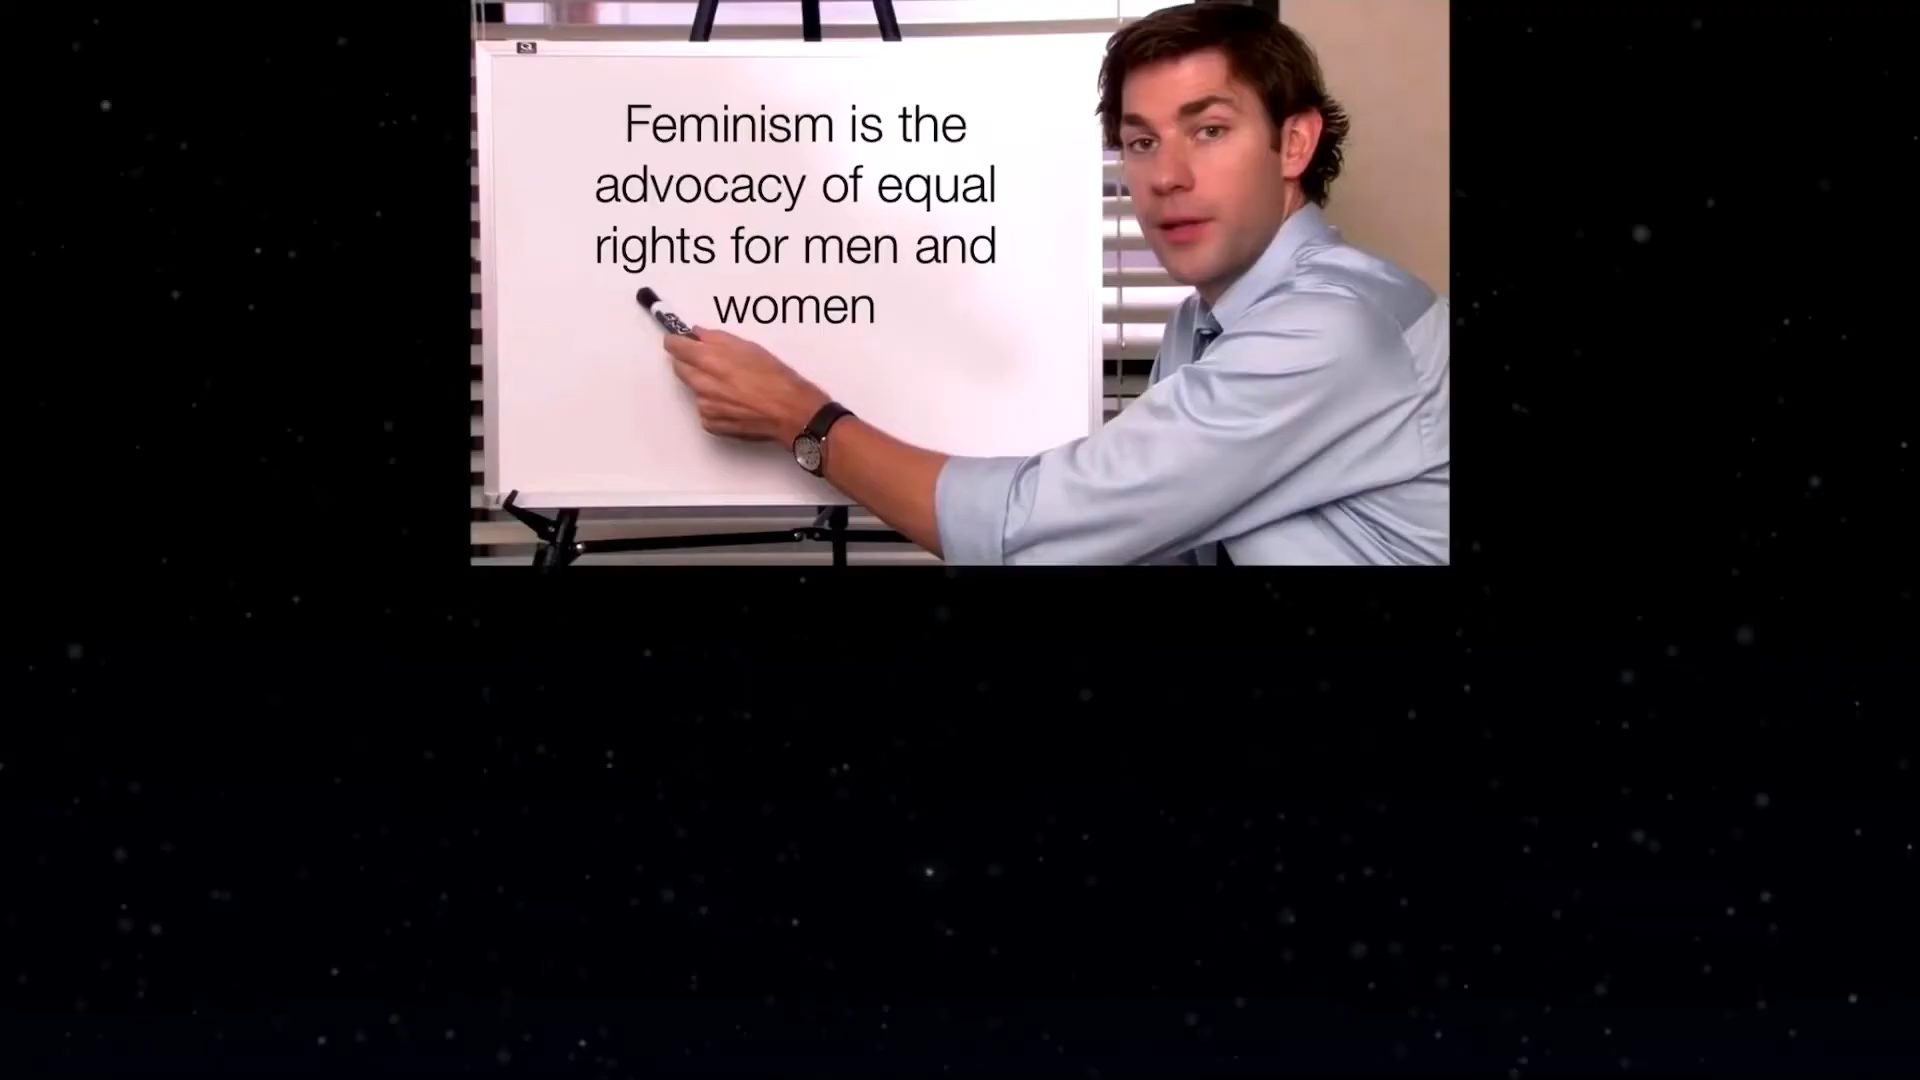 Feminism is the
advocacy of equal
rights for men and
women